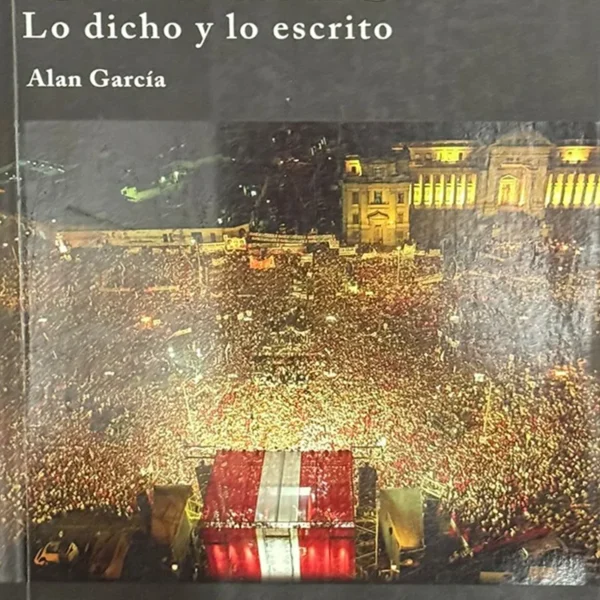 Lo dicho y lo escrito
Alan García